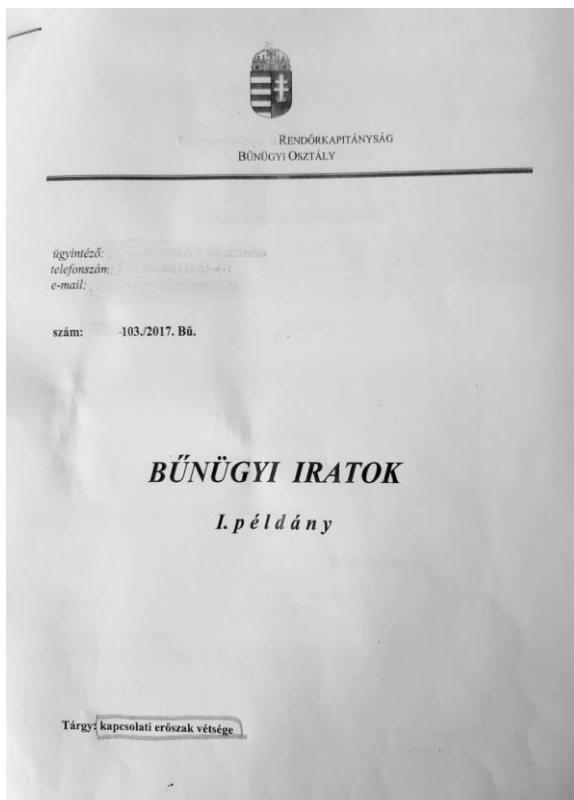 RENDŐRKAPITÁNYSÁG
BŰNÜGYI OSZTÁLY
ügyintéző:
telefonszám:
e-mail:
szám: -103./2017. Bű.
BŰNÜGYI IRATOK
I. példány
Tárgy: kapcsolati erőszak vétsége